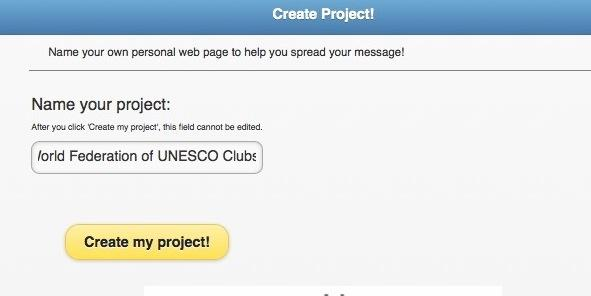 Create Project!
Name your own personal web page to help you spread your message!
Name your project:
After you click 'Create my project', this field cannot be edited.
Federation of UNESCO Clubs
Create my project!